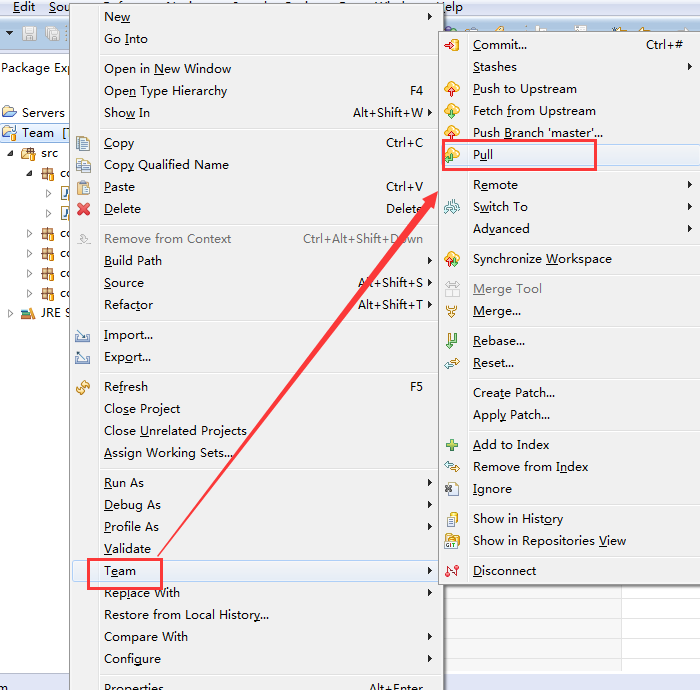 Edit
Help
Package Exp
Servers
Team
src
JRE S
New
Go Into
Open in New Window
Open Type Hierarchy F4
Show In Alt+Shift+W
Copy Ctrl+C
Copy Qualified Name
Paste Ctrl+V
Delete Delete
Remove from Context Ctrl+Alt+Shift+Down
Build Path
Source Alt+Shift+S
Refactor Alt+Shift+T
Import...
Export...
Refresh F5
Close Project
Close Unrelated Projects
Assign Working Sets...
Run As
Debug As
Profile As
Validate
Team
Replace With
Restore from Local History...
Compare With
Configure
Properties Alt+Enter
Commit... Ctrl+#
Stashes
Push to Upstream
Fetch from Upstream
Push Branch 'master'...
Pull
Remote
Switch To
Advanced
Synchronize Workspace
Merge Tool
Merge...
Rebase...
Reset...
Create Patch...
Apply Patch...
Add to Index
Remove from Index
Ignore
Show in History
Show in Repositories View
Disconnect